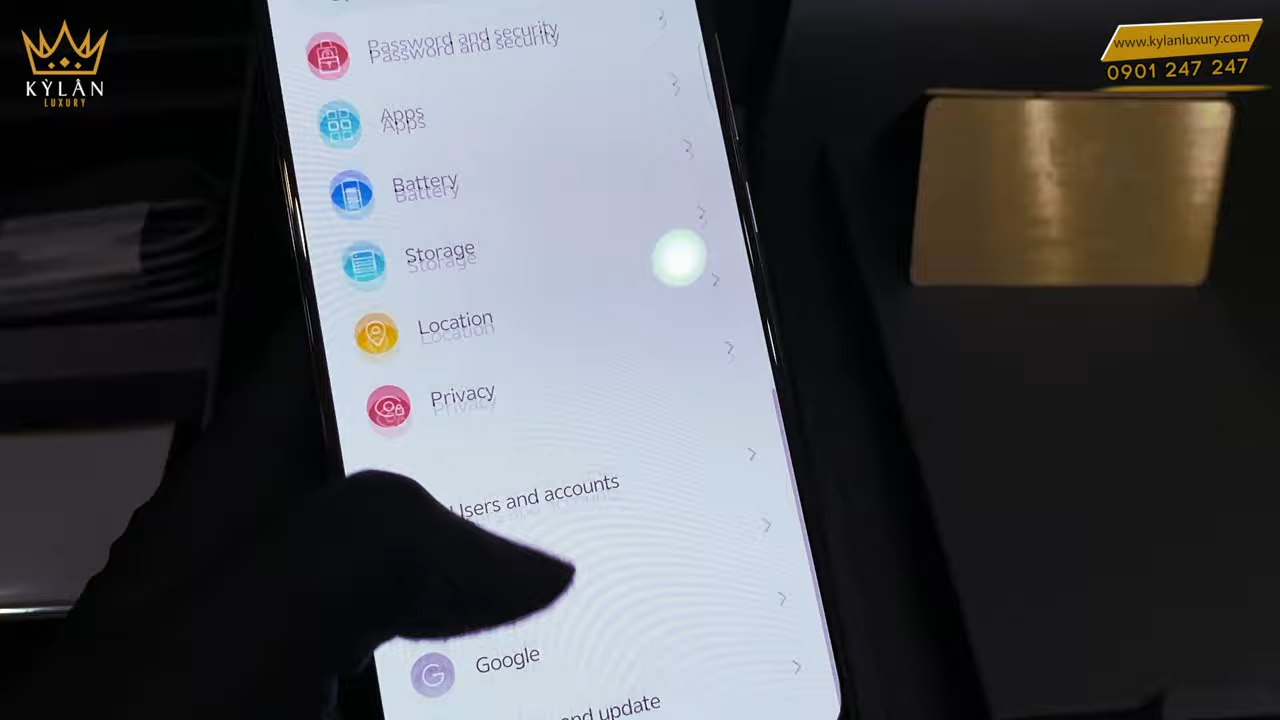 KỲLÂN
LUXURY
www.kylanluxury.com
0901 247 247
Password and security
Apps
Battery
Storage
Location
Privacy
Users and accounts
Google
and update